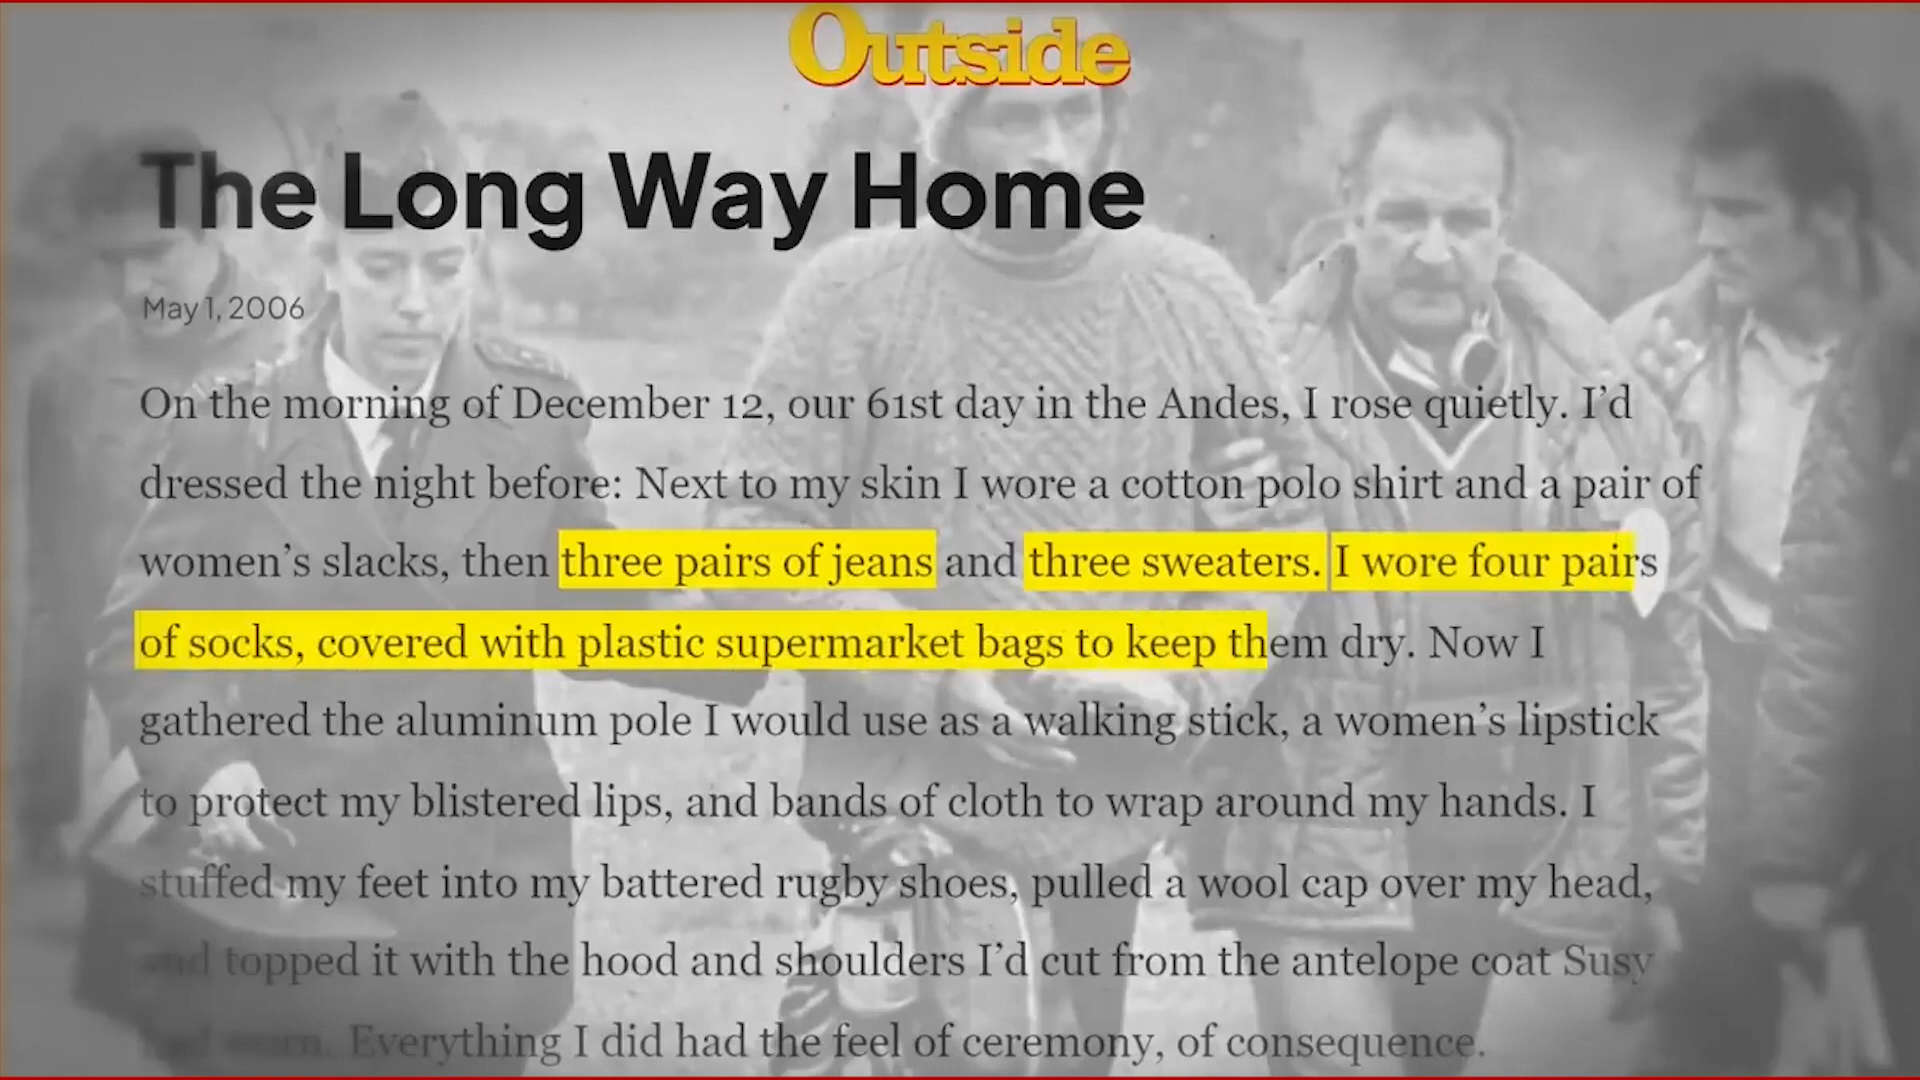 Outside
The Long Way Home
May 1, 2006
On the morning of December 12, our 61st day in the Andes, I rose quietly. I’d
dressed the night before: Next to my skin I wore a cotton polo shirt and a pair of
women’s slacks, then three pairs of jeans and three sweaters. I wore four pairs
of socks, covered with plastic supermarket bags to keep them dry. Now I
gathered the aluminum pole I would use as a walking stick, a women’s lipstick
to protect my blistered lips, and bands of cloth to wrap around my hands. I
stuffed my feet into my battered rugby shoes, pulled a wool cap over my head,
and topped it with the hood and shoulders I’d cut from the antelope coat Susy
had worn. Everything I did had the feel of ceremony, of consequence.